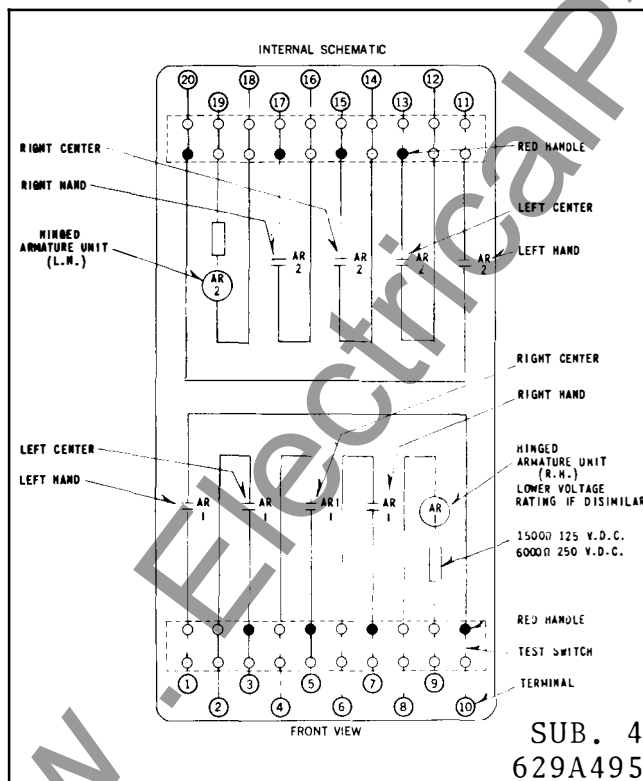 INTERNAL SCHEMATIC
20 18 16 14 12
19 17 15 13 11
RIGHT CENTER
RED HANDLE
RIGHT HAND
LEFT CENTER
HINGED
ARMATURE UNIT
(L.H.)
LEFT HAND
AR
2
AR
2
AR
2
AR
2
AR
2
RIGHT CENTER
RIGHT HAND
LEFT CENTER
LEFT HAND
HINGED
ARMATURE UNIT
(R.H.)
LOWER VOLTAGE
RATING IF DISIMILAR
AR
1
AR
1
AR
1
AR
1
AR
1
1500Ω 125 V.D.C.
6000Ω 250 V.D.C.
RED HANDLE
TEST SWITCH
1 3 5 7 9
TERMINAL
2 4 6 8 10
FRONT VIEW
SUB. 4
629A495
www.ElectricalP